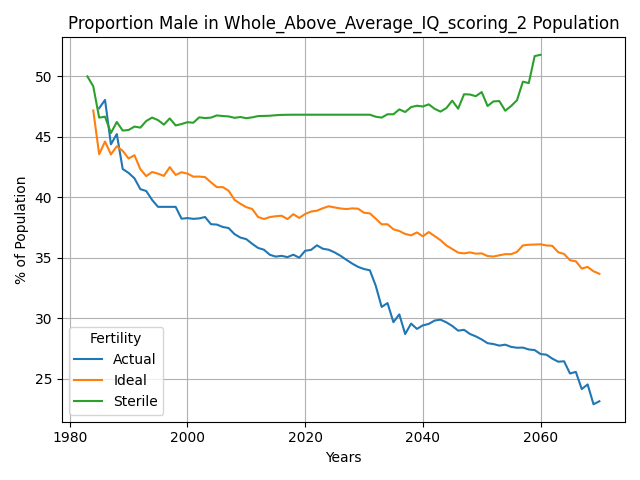 Proportion Male in Whole_Above_Average_IQ_scoring_2 Population
% of Population
50
45
40
35
30
25
Fertility
Actual
Ideal
Sterile
1980
2000
2020
2040
2060
Years